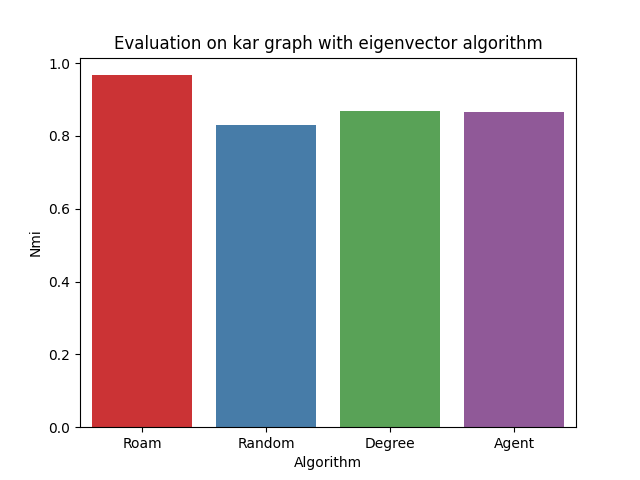 Evaluation on kar graph with eigenvector algorithm
1.0
0.8
0.6
0.4
0.2
0.0
Nmi
Roam Random Degree Agent
Algorithm